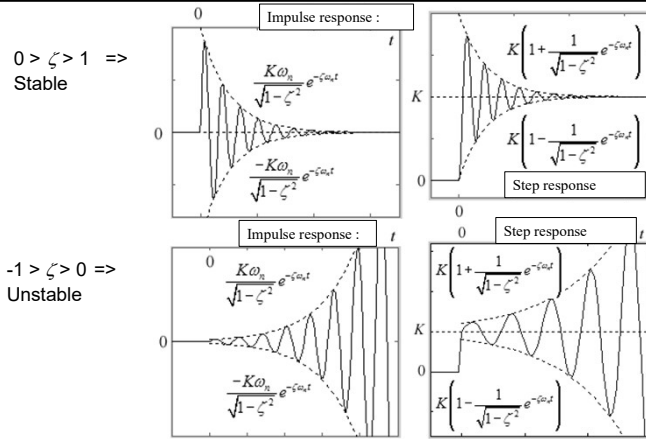 0 > ζ > 1 =>
Stable
0
Impulse response :
t
Kωₙ/√(1-ζ²) e^(-ζωₙt)
0
-Kωₙ/√(1-ζ²) e^(-ζωₙt)
K(1+1/√(1-ζ²) e^(-ζωₙt))
K
K(1-1/√(1-ζ²) e^(-ζωₙt))
0
Step response
0
-1 > ζ > 0 =>
Unstable
Impulse response :
t
0
Kωₙ/√(1-ζ²) e^(-ζωₙt)
0
-Kωₙ/√(1-ζ²) e^(-ζωₙt)
0
Step response
t
K(1+1/√(1-ζ²) e^(-ζωₙt))
K
0
K(1-1/√(1-ζ²) e^(-ζωₙt))